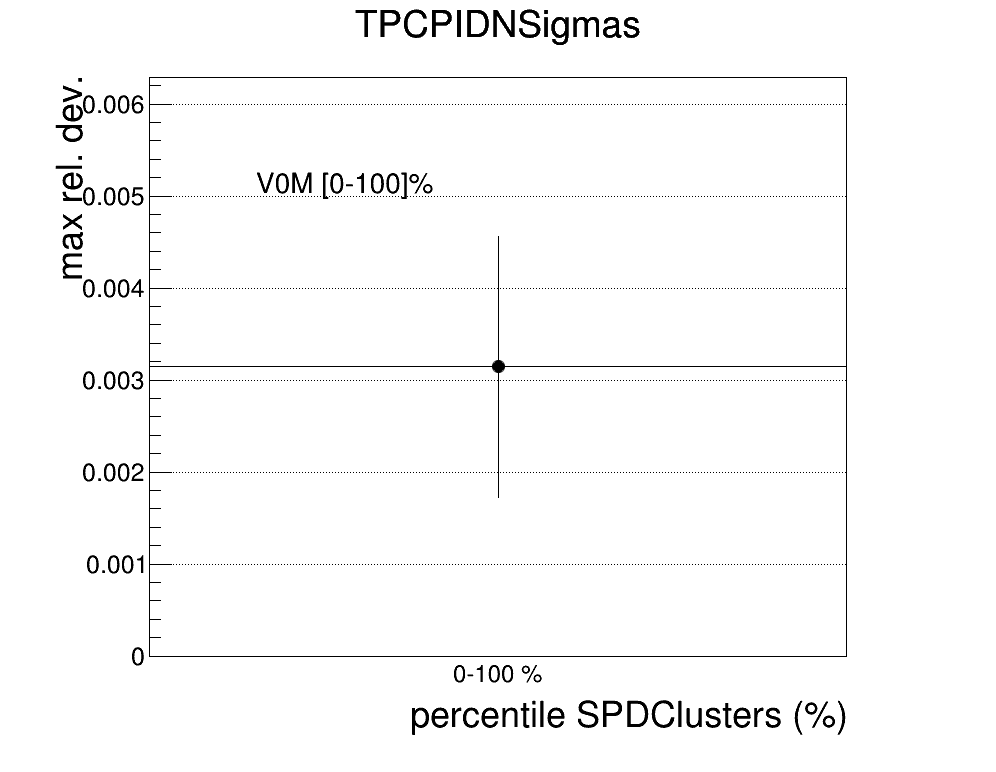 TPCPIDNSigmas
max rel. dev.
0.006
0.005
0.004
0.003
0.002
0.001
0
V0M [0-100]%
0-100 %
percentile SPDClusters (%)